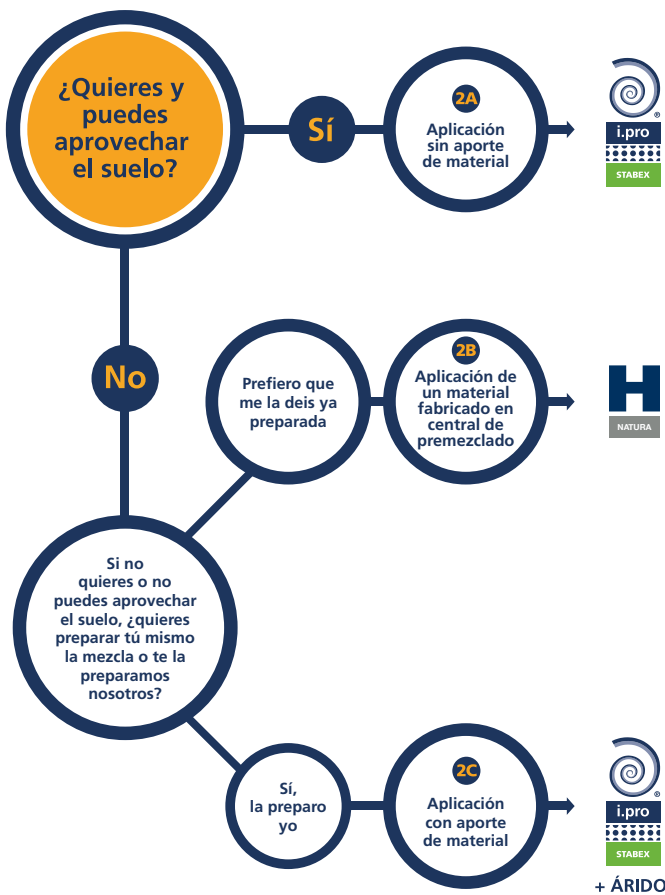 ¿Quieres y
puedes
aprovechar
el suelo?
Sí
2A
Aplicación
sin aporte
de material
®
i.pro
STABEX
No
Prefiero que
me la deis ya
preparada
2B
Aplicación de
un material
fabricado en
central de
premezclado
H
NATURA
Si no
quieres o no
puedes aprovechar
el suelo, ¿quieres
preparar tú mismo
la mezcla o te la
preparamos
nosotros?
Sí,
la preparo
yo
2C
Aplicación
con aporte
de material
®
i.pro
STABEX
+ ÁRIDO